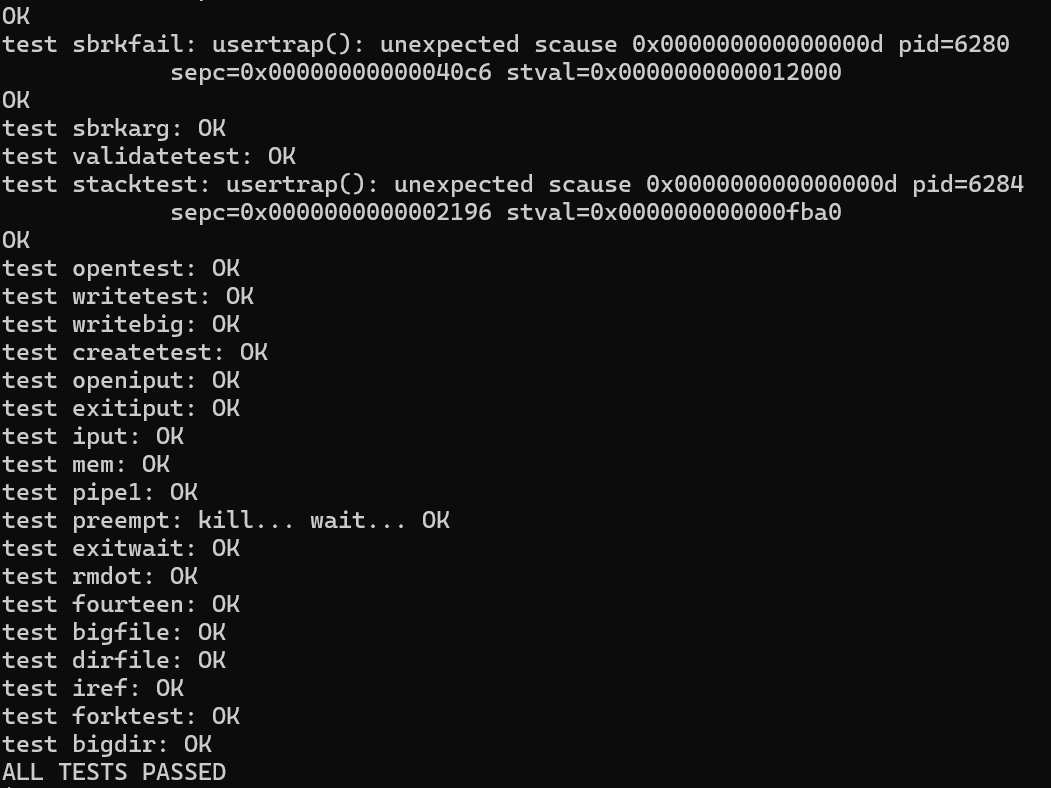 OK
test sbrkfail: usertrap(): unexpected scause 0x000000000000000d pid=6280
            sepc=0x00000000000040c6 stval=0x0000000000012000
OK
test sbrkarg: OK
test validatetest: OK
test stacktest: usertrap(): unexpected scause 0x000000000000000d pid=6284
            sepc=0x0000000000002196 stval=0x000000000000fba0
OK
test opentest: OK
test writetest: OK
test writebig: OK
test createtest: OK
test openiput: OK
test exitiput: OK
test iput: OK
test mem: OK
test pipe1: OK
test preempt: kill... wait... OK
test exitwait: OK
test rmdot: OK
test fourteen: OK
test bigfile: OK
test dirfile: OK
test iref: OK
test forktest: OK
test bigdir: OK
ALL TESTS PASSED